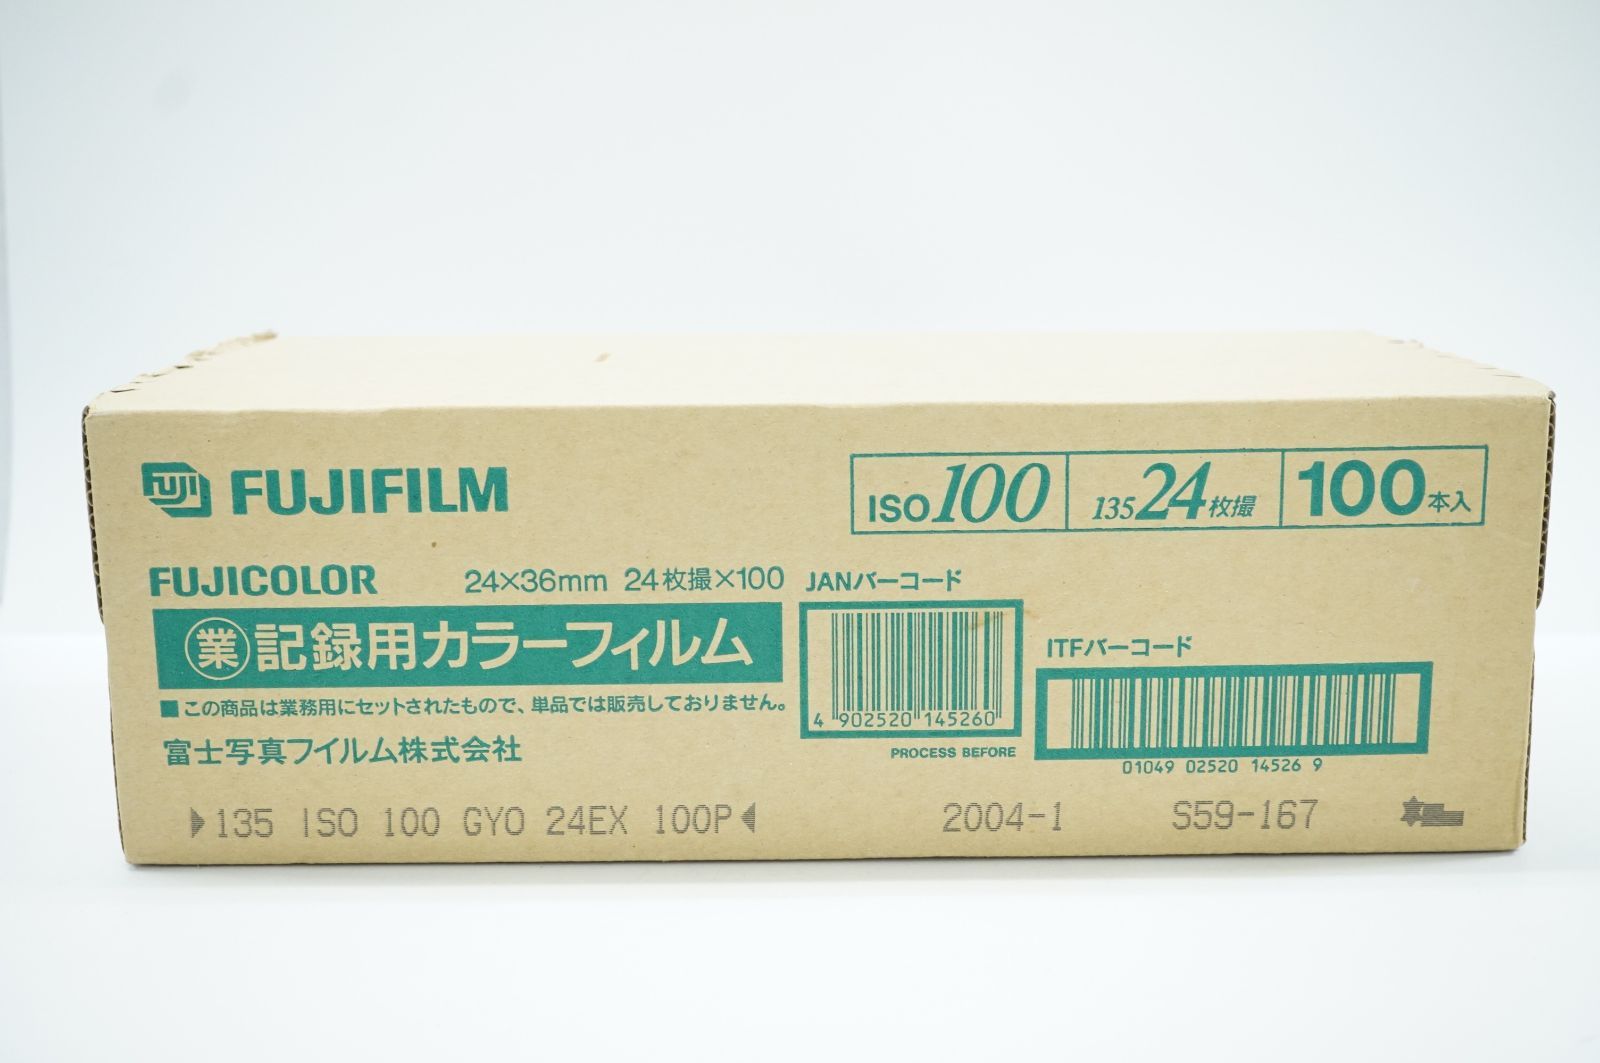 FUJI FUJIFILM
ISO 100 135 24枚撮 100本入
FUJICOLOR 24×36mm 24枚撮×100
業 記録用カラーフィルム
■この商品は業務用にセットされたもので、単品では販売しておりません。
富士写真フイルム株式会社
JANバーコード
4 902520 145260
PROCESS BEFORE
ITFバーコード
01049 02520 14526 9
135 ISO 100 GYO 24EX 100P 2004-1 S59-167